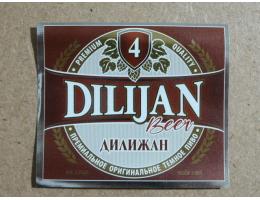 PREMIUM QUALITY
4
DILIJAN
Beer
ДИЛИЖАН
ПРЕМИАЛЬНОЕ ОРИГИНАЛЬНОЕ ТЕМНОЕ ПИВО